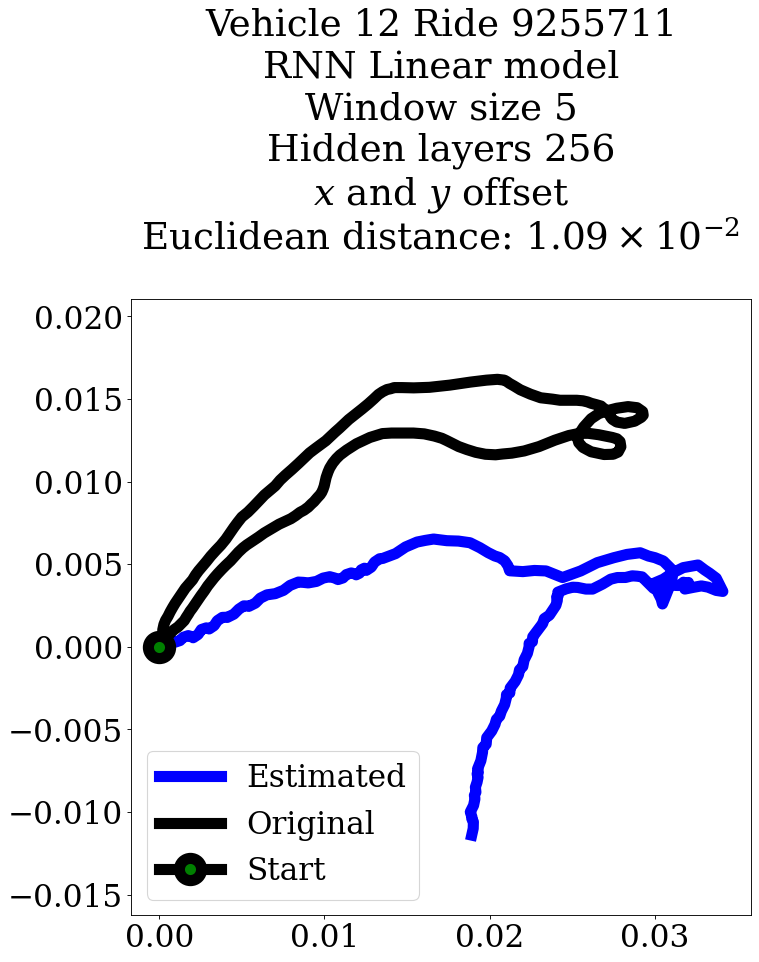 Vehicle 12 Ride 9255711
RNN Linear model
Window size 5
Hidden layers 256
x and y offset
Euclidean distance: 1.09 × 10⁻²
0.020
0.015
0.010
0.005
0.000
−0.005
−0.010
−0.015
Estimated
Original
Start
0.00 0.01 0.02 0.03